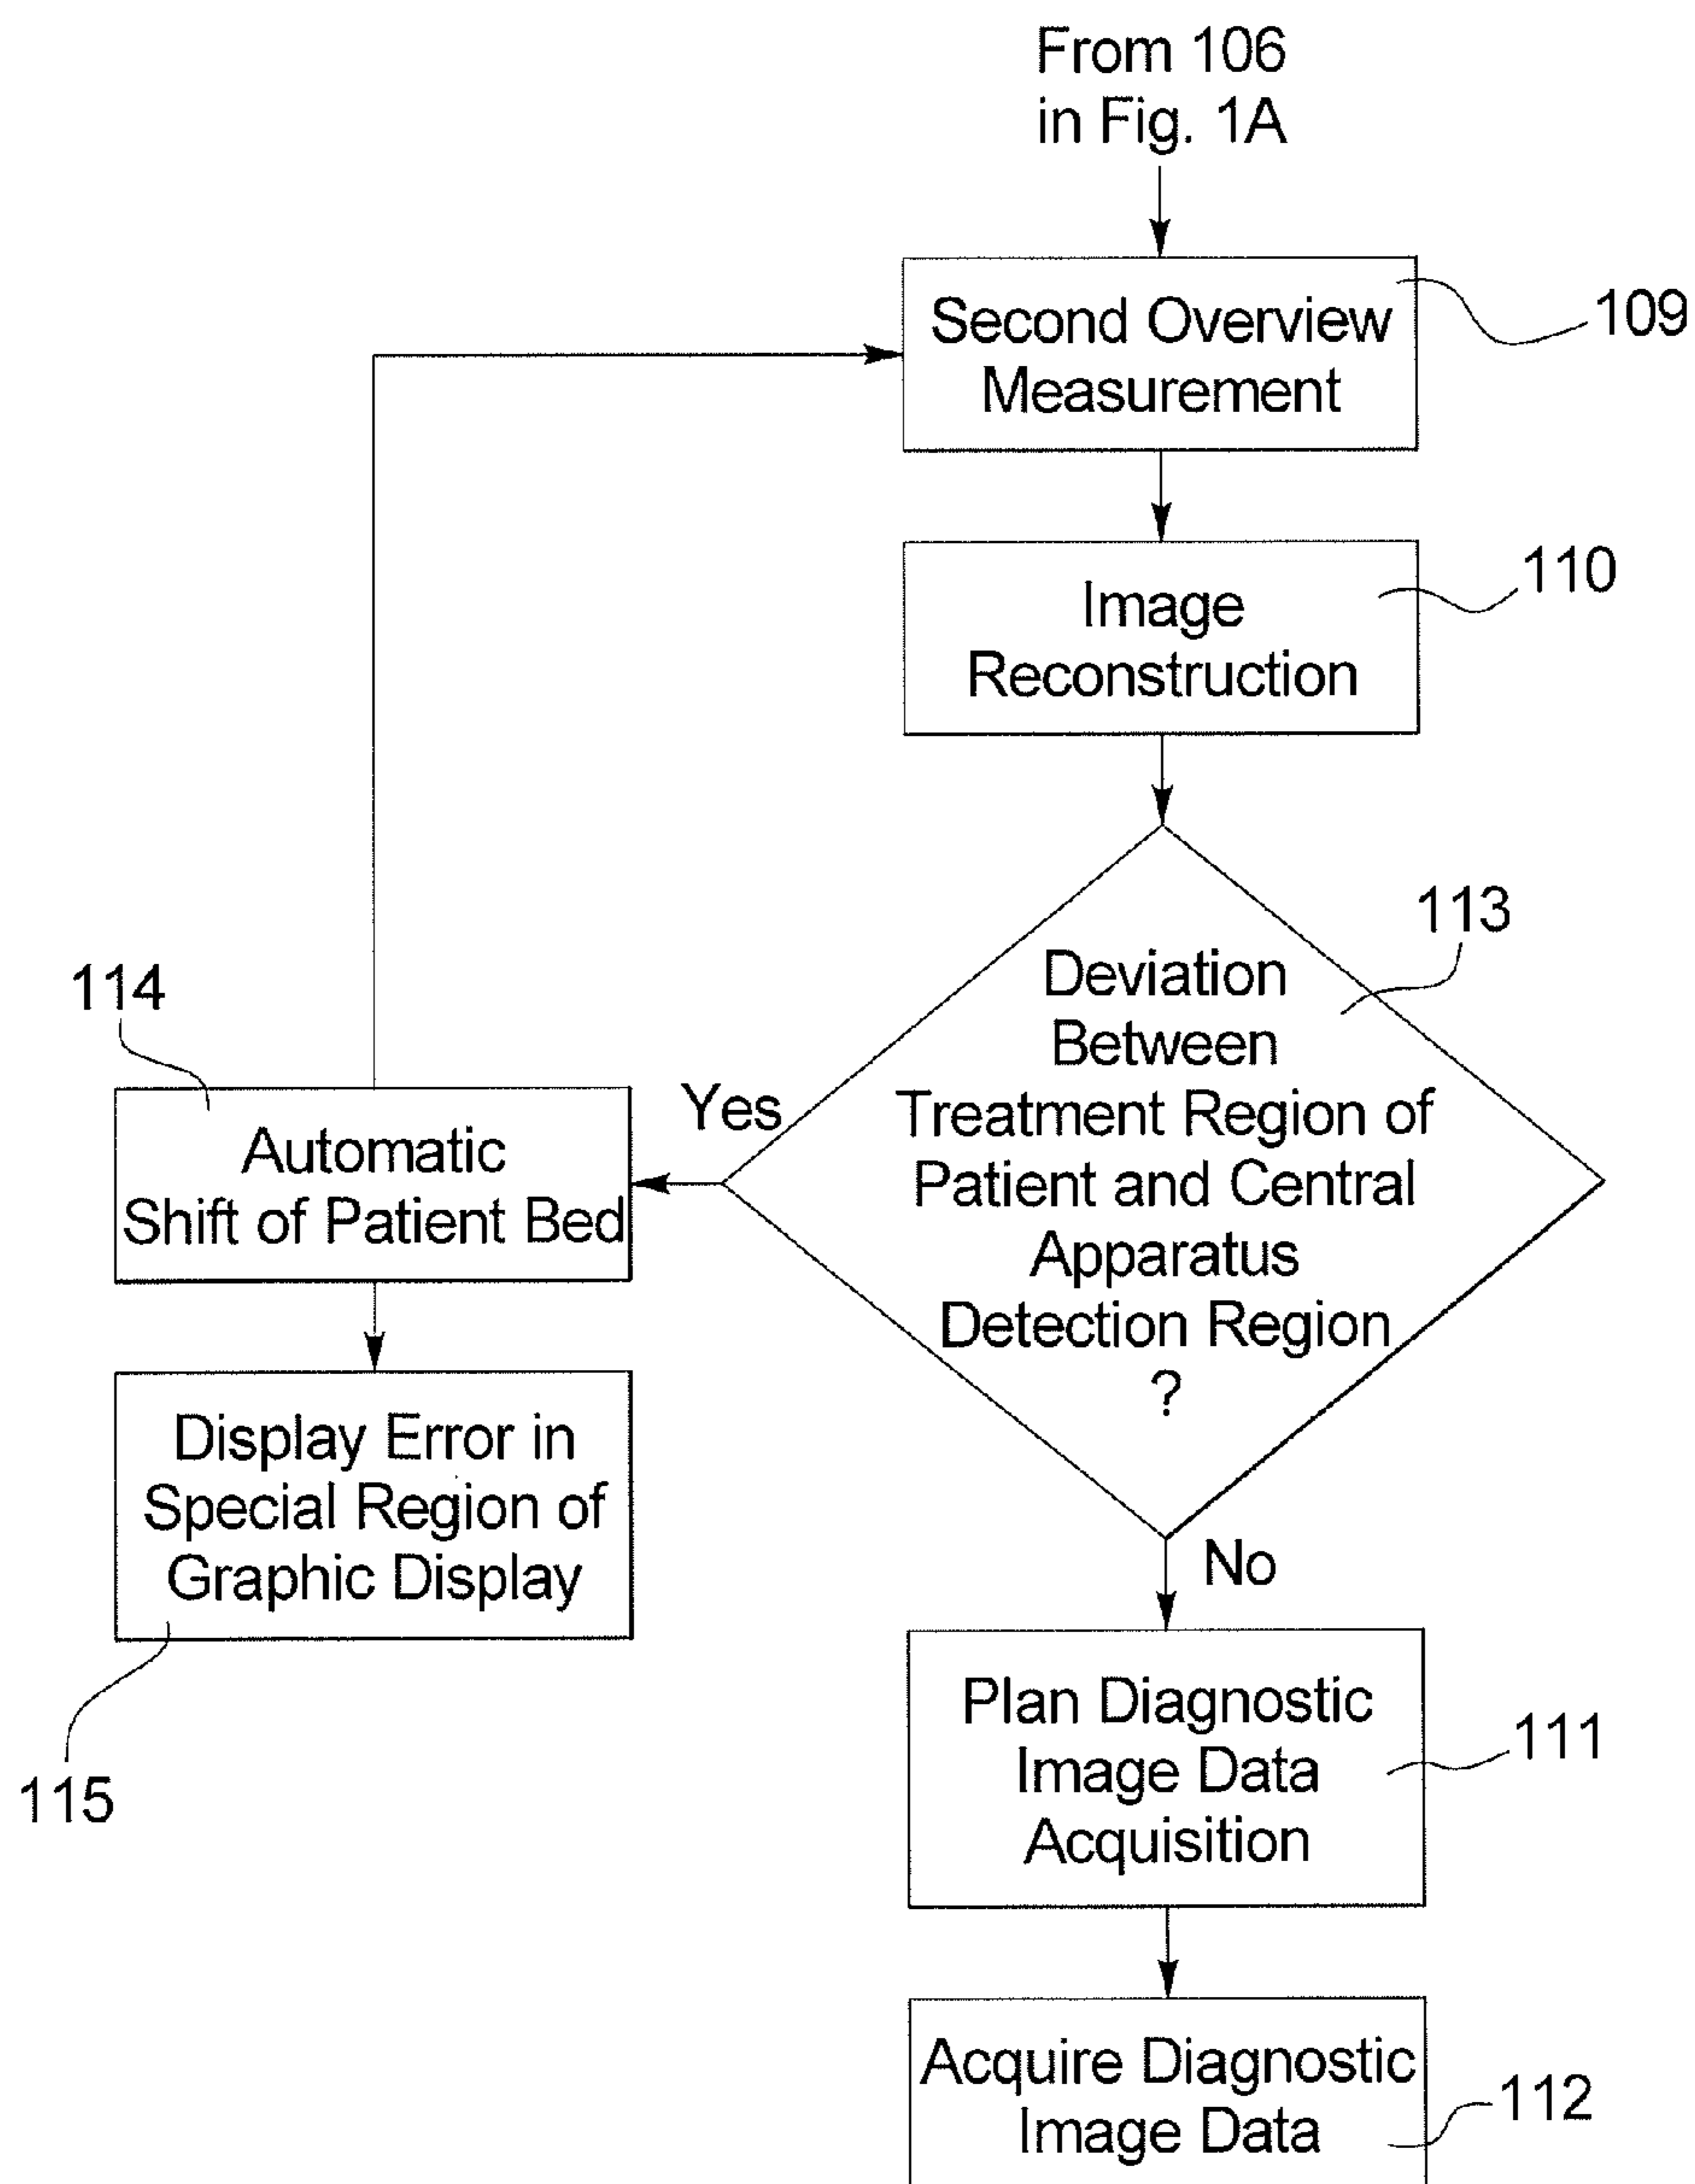 From 106
in Fig. 1A
Second Overview
Measurement
109
Image
Reconstruction
110
Deviation
Between
Treatment Region of
Patient and Central
Apparatus
Detection Region
?
113
Yes
114
Automatic
Shift of Patient Bed
Display Error in
Special Region of
Graphic Display
115
No
Plan Diagnostic
Image Data
Acquisition
111
Acquire Diagnostic
Image Data
112